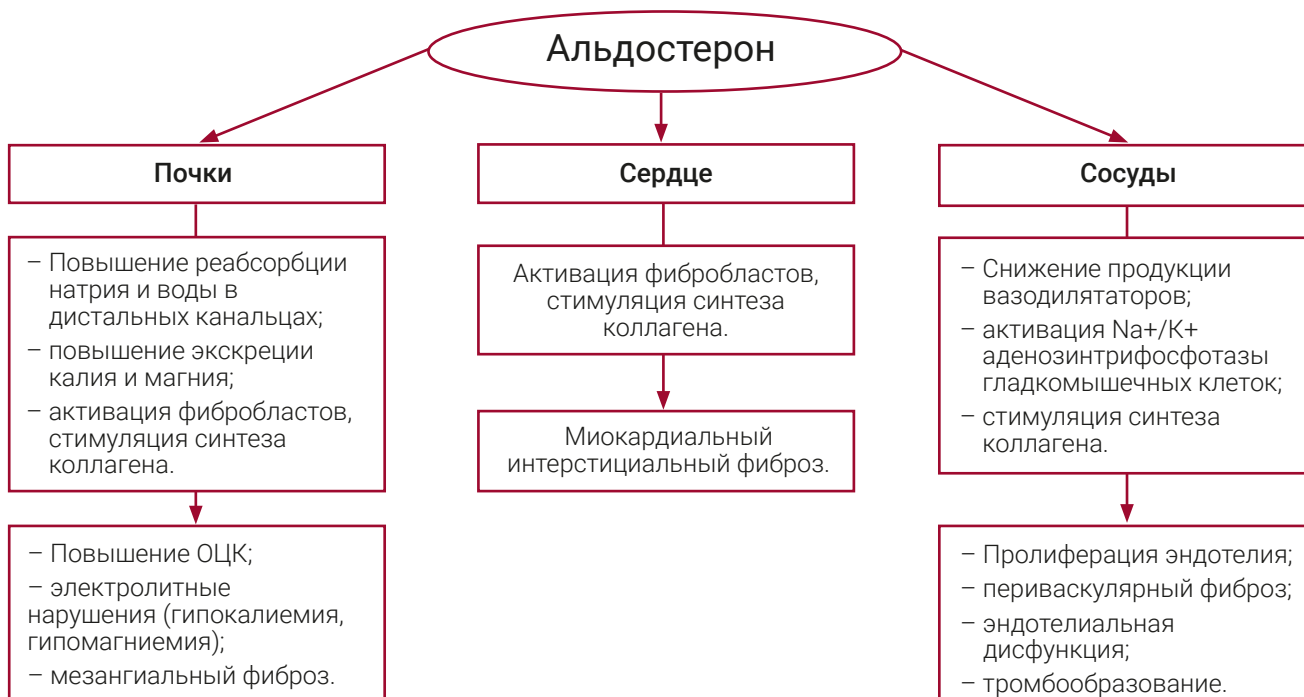 Альдостерон
Почки
– Повышение реабсорбции
натрия и воды в
дистальных канальцах;
– повышение экскреции
калия и магния;
– активация фибробластов,
стимуляция синтеза
коллагена.
– Повышение ОЦК;
– электролитные
нарушения (гипокалиемия,
гипомагниемия);
– мезангиальный фиброз.
Сердце
Активация фибробластов,
стимуляция синтеза
коллагена.
Миокардиальный
интерстициальный фиброз.
Сосуды
– Снижение продукции
вазодилятаторов;
– активация Na+/K+
аденозинтрифосфотазы
гладкомышечных клеток;
– стимуляция синтеза
коллагена.
– Пролиферация эндотелия;
– периваскулярный фиброз;
– эндотелиальная
дисфункция;
– тромбообразование.